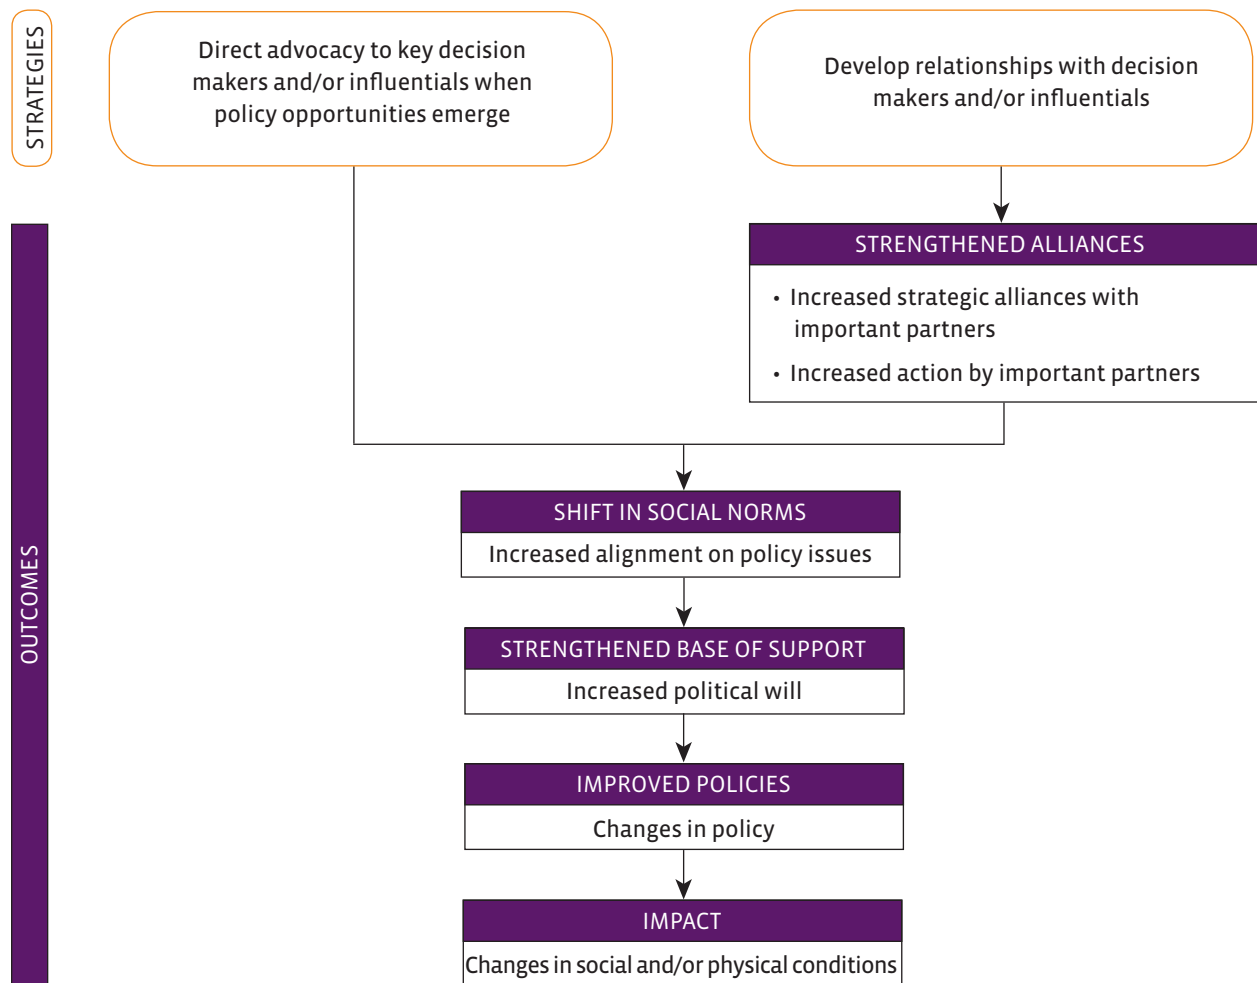 STRATEGIES
Direct advocacy to key decision
makers and/or influentials when
policy opportunities emerge
Develop relationships with decision
makers and/or influentials
OUTCOMES
STRENGTHENED ALLIANCES
• Increased strategic alliances with
important partners
• Increased action by important partners
SHIFT IN SOCIAL NORMS
Increased alignment on policy issues
STRENGTHENED BASE OF SUPPORT
Increased political will
IMPROVED POLICIES
Changes in policy
IMPACT
Changes in social and/or physical conditions